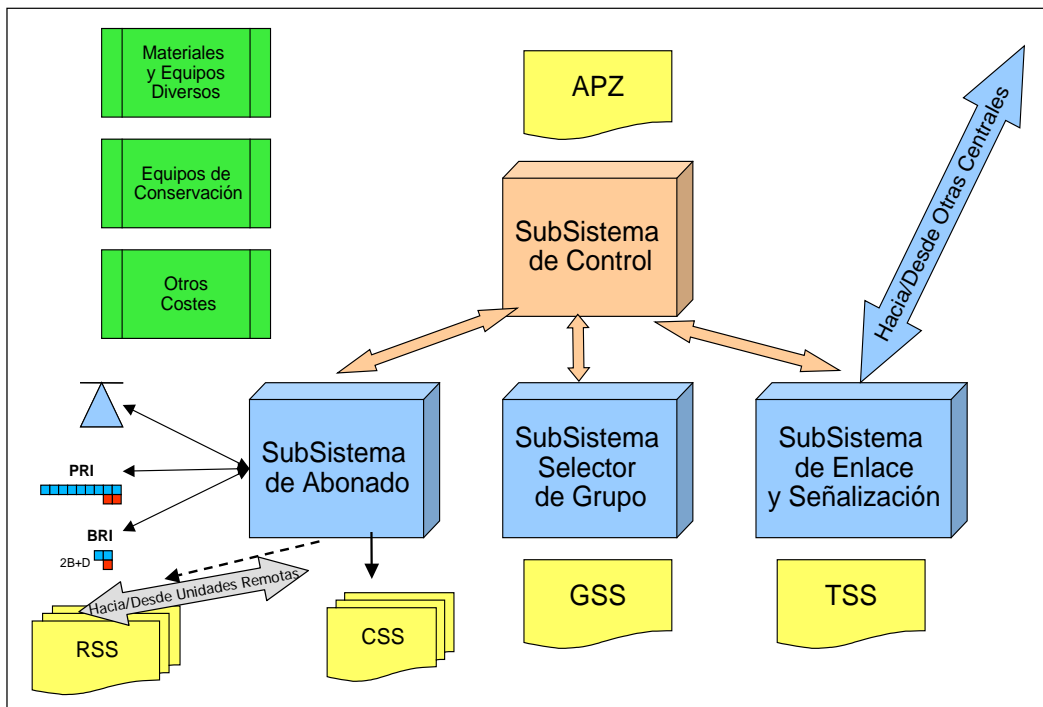 Materiales
y Equipos
Diversos
APZ
Equipos de
Conservación
Otros
Costes
SubSistema
de Control
Hacia/Desde Otras Centrales
SubSistema
de Abonado
SubSistema
Selector
de Grupo
SubSistema
de Enlace
y Señalización
PRI
BRI
2B+D
Hacia/Desde Unidades Remotas
RSS
CSS
GSS
TSS